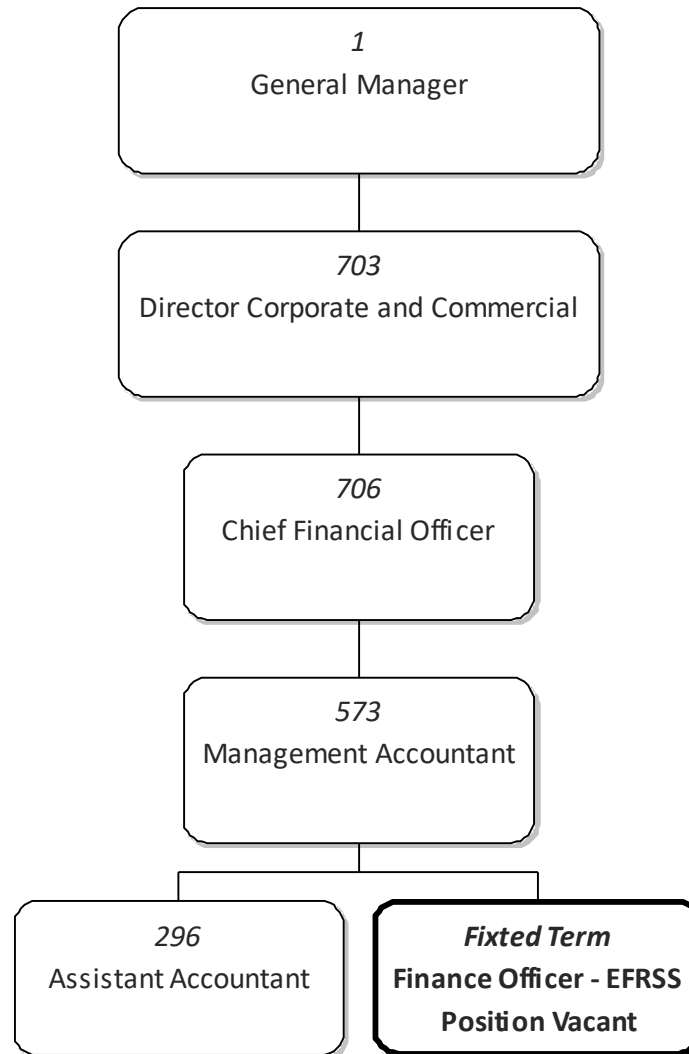 1
General Manager
703
Director Corporate and Commercial
706
Chief Financial Officer
573
Management Accountant
296
Assistant Accountant
Fixted Term
Finance Officer - EFRSS
Position Vacant